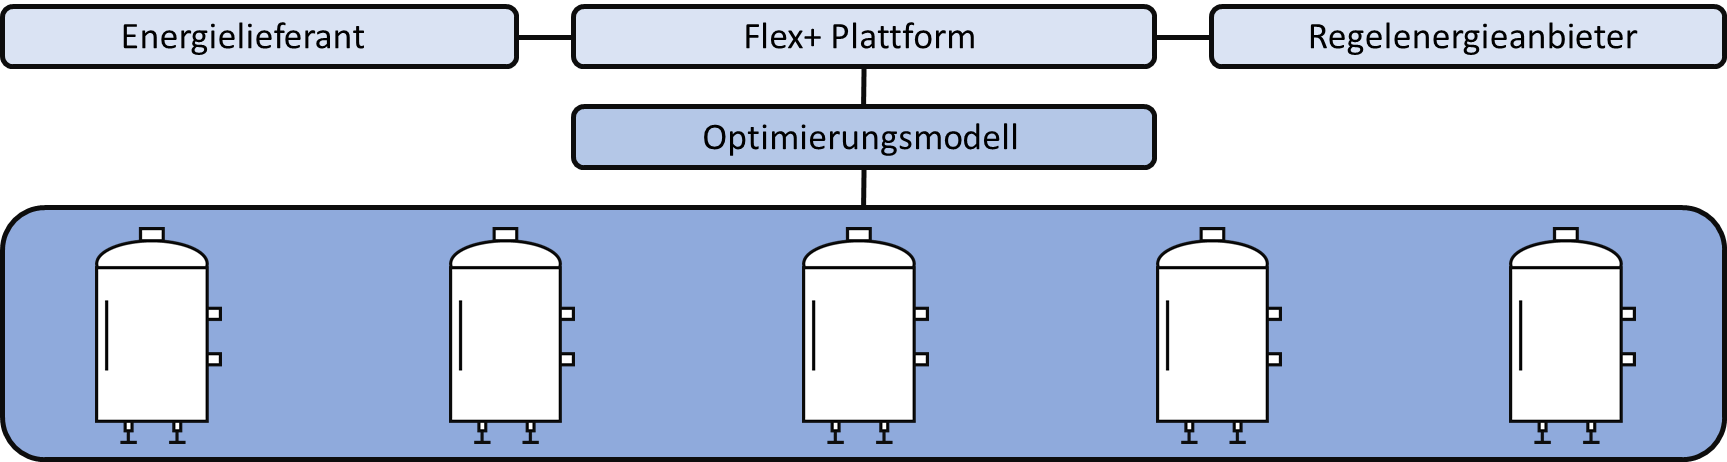 Energielieferant
Flex+ Plattform
Regelenergieanbieter
Optimierungsmodell